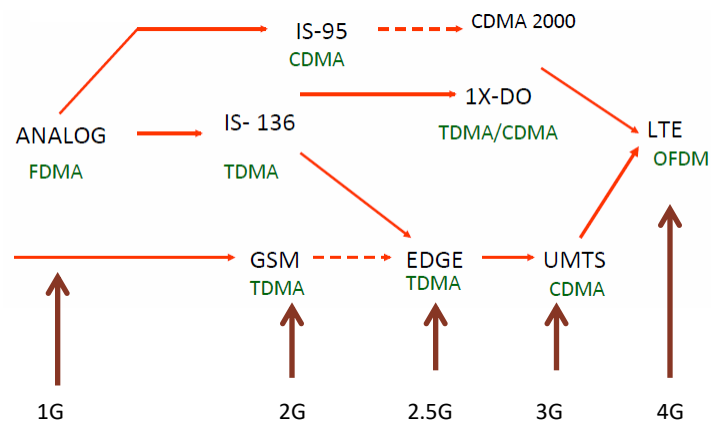 IS-95
CDMA 2000
CDMA
1X-DO
IS- 136
ANALOG
TDMA/CDMA
LTE
OFDM
FDMA
TDMA
GSM
EDGE
UMTS
TDMA
TDMA
CDMA
1G
2G
2.5G
3G
4G